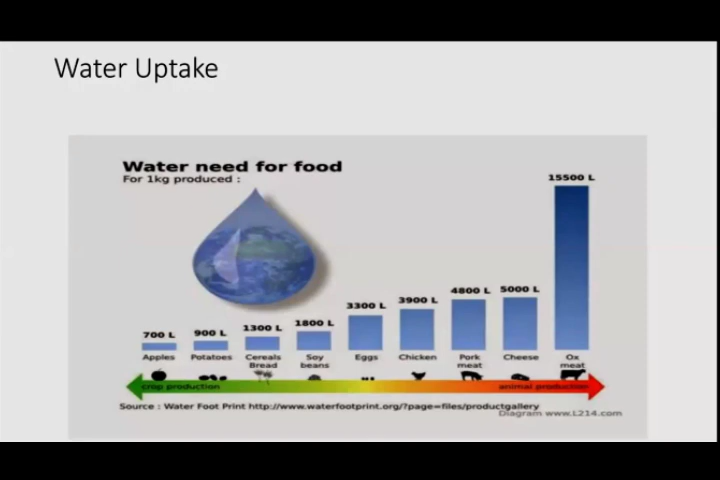 Water Uptake
Water need for food
For 1kg produced :
15500 L
4800 L
5000 L
3900 L
3300 L
1800 L
1300 L
900 L
700 L
Apples
Potatoes
Cereals
Bread
Soy
beans
Eggs
Chicken
Pork
meat
Cheese
Ox
meat
crop production
animal production
Source : Water Foot Print http://www.waterfootprint.org/?page=files/productgallery
Diagram www.L214.com